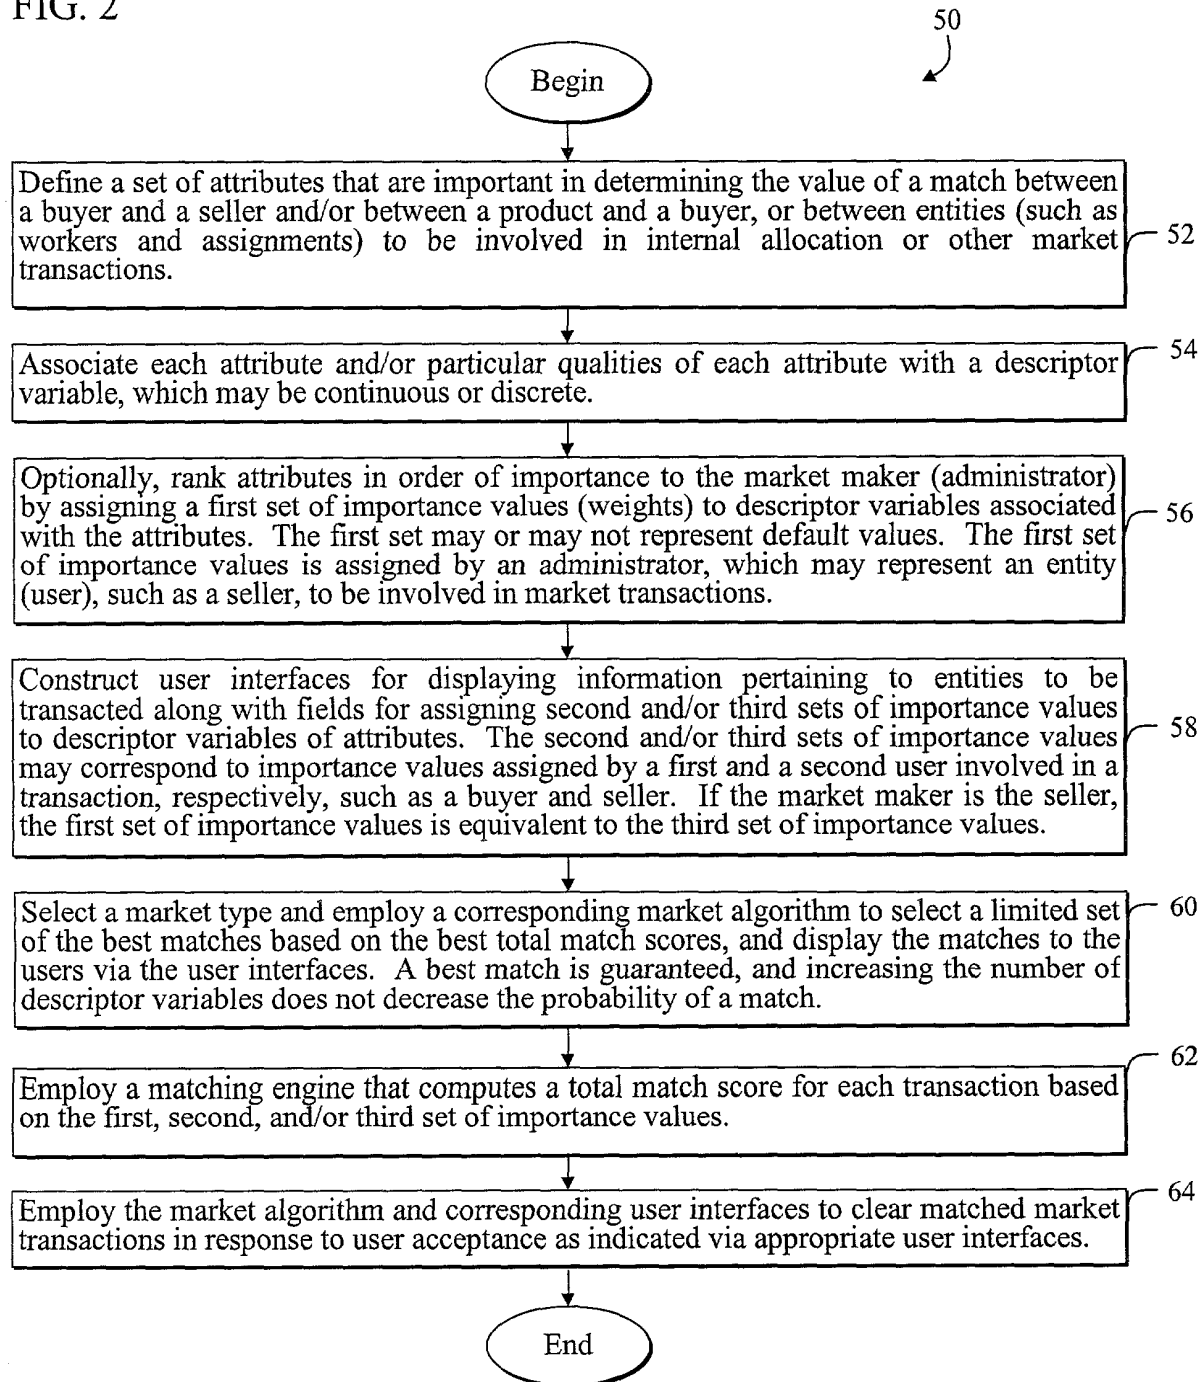 FIG. 2
50
Begin
Define a set of attributes that are important in determining the value of a match between
a buyer and a seller and/or between a product and a buyer, or between entities (such as
workers and assignments) to be involved in internal allocation or other market
transactions.
52
Associate each attribute and/or particular qualities of each attribute with a descriptor
variable, which may be continuous or discrete.
54
Optionally, rank attributes in order of importance to the market maker (administrator)
by assigning a first set of importance values (weights) to descriptor variables associated
with the attributes. The first set may or may not represent default values. The first set
of importance values is assigned by an administrator, which may represent an entity
(user), such as a seller, to be involved in market transactions.
56
Construct user interfaces for displaying information pertaining to entities to be
transacted along with fields for assigning second and/or third sets of importance values
to descriptor variables of attributes. The second and/or third sets of importance values
may correspond to importance values assigned by a first and a second user involved in a
transaction, respectively, such as a buyer and seller. If the market maker is the seller,
the first set of importance values is equivalent to the third set of importance values.
58
Select a market type and employ a corresponding market algorithm to select a limited set
of the best matches based on the best total match scores, and display the matches to the
users via the user interfaces. A best match is guaranteed, and increasing the number of
descriptor variables does not decrease the probability of a match.
60
Employ a matching engine that computes a total match score for each transaction based
on the first, second, and/or third set of importance values.
62
Employ the market algorithm and corresponding user interfaces to clear matched market
transactions in response to user acceptance as indicated via appropriate user interfaces.
64
End